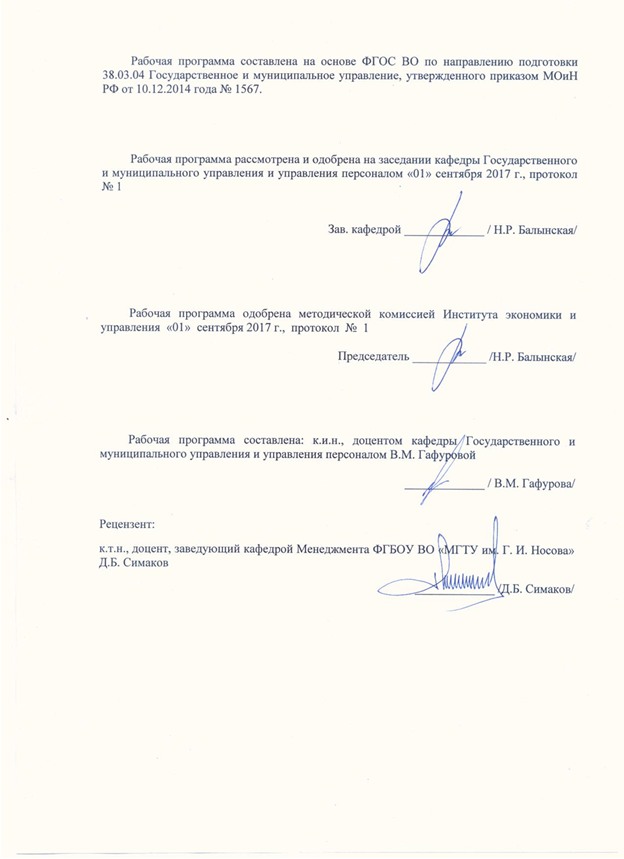 Рабочая программа составлена на основе ФГОС ВО по направлению подготовки
38.03.04 Государственное и муниципальное управление, утвержденного приказом МОиН
РФ от 10.12.2014 года № 1567.
Рабочая программа рассмотрена и одобрена на заседании кафедры Государственного
и муниципального управления и управления персоналом «01» сентября 2017 г., протокол
№ 1
Зав. кафедрой ______________ / Н.Р. Балынская/
Рабочая программа одобрена методической комиссией Института экономики и
управления «01» сентября 2017 г., протокол № 1
Председатель _____________ /Н.Р. Балынская/
Рабочая программа составлена: к.и.н., доцентом кафедры Государственного и
муниципального управления и управления персоналом В.М. Гафуровой
______________ / В.М. Гафурова/
Рецензент:
к.т.н., доцент, заведующий кафедрой Менеджмента ФГБОУ ВО «МГТУ им. Г. И. Носова»
Д.Б. Симаков
______________ /Д.Б. Симаков/